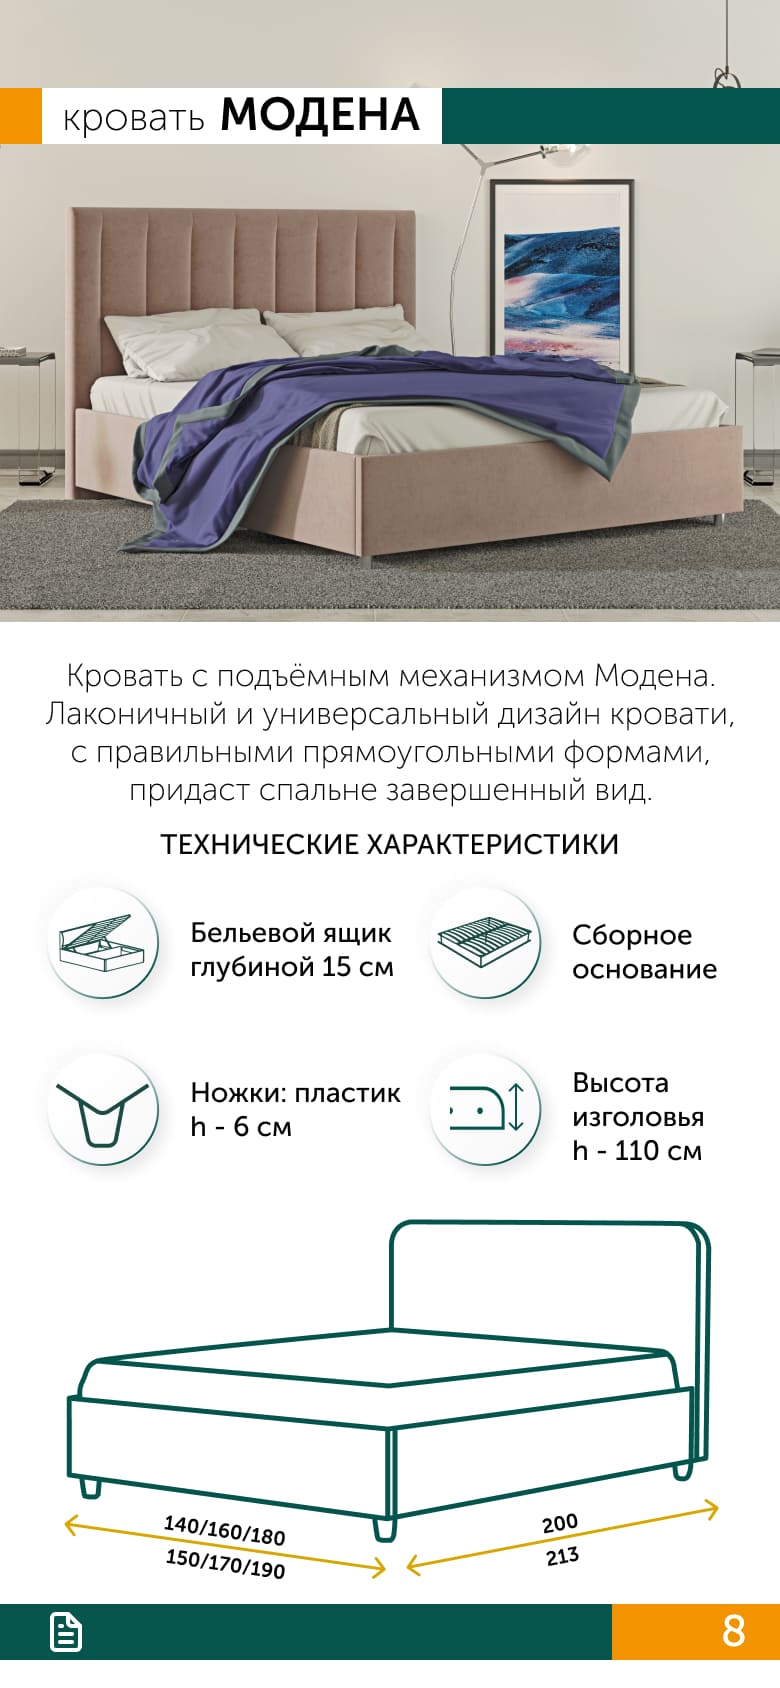 кровать МОДЕНА
Кровать с подъёмным механизмом Модена.
Лаконичный и универсальный дизайн кровати,
с правильными прямоугольными формами,
придаст спальне завершенный вид.
ТЕХНИЧЕСКИЕ ХАРАКТЕРИСТИКИ
Бельевой ящик
глубиной 15 см
Сборное
основание
Ножки: пластик
h - 6 см
Высота
изголовья
h - 110 см
140/160/180
150/170/190
200
213
8